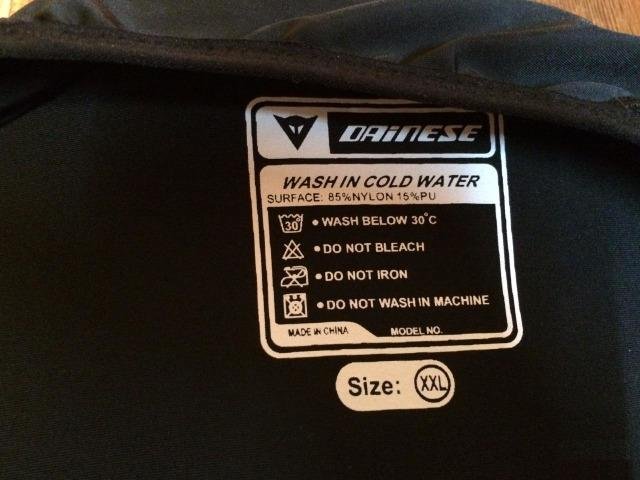 DAiNESE
WASH IN COLD WATER
SURFACE: 85%NYLON 15%PU
30 • WASH BELOW 30°C
• DO NOT BLEACH
• DO NOT IRON
• DO NOT WASH IN MACHINE
MADE IN CHINA MODEL NO.
Size: XXL